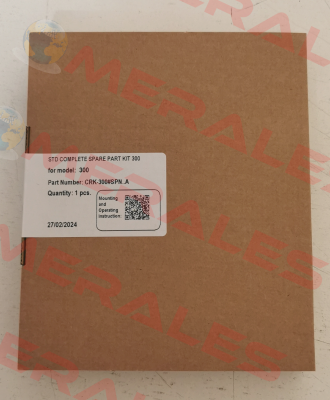 STD COMPLETE SPARE PART KIT 300
for model: 300
Part Number: CRK-300#SPN_A
Quantity: 1 pcs.
Mounting
and
Operating
Instruction:
27/02/2024
MERALES
MERALES
MERALES